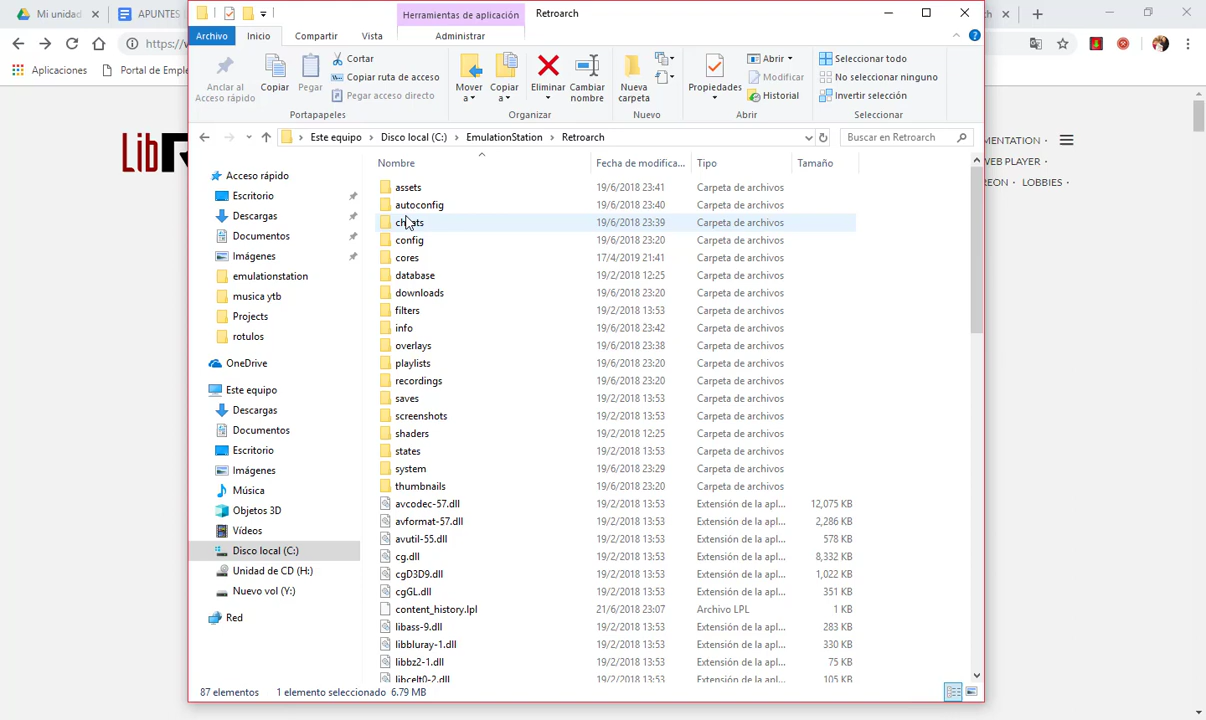 Mi unidad
APUNTES
Herramientas de aplicación
Retroarch
Archivo
Inicio
Compartir
Vista
Administrar
https://w
Aplicaciones
Portal de Emple
Anclar al
Acceso rápido
Copiar
Pegar
Cortar
Copiar ruta de acceso
Pegar acceso directo
Mover
a
Copiar
a
Eliminar
Cambiar
nombre
Nueva
carpeta
Propiedades
Abrir
Modificar
Historial
Seleccionar todo
No seleccionar ninguno
Invertir selección
Portapapeles
Organizar
Nuevo
Abrir
Seleccionar
Este equipo
Disco local (C:)
EmulationStation
Retroarch
Buscar en Retroarch
Lib
MENTATION
WEB PLAYER
REON
LOBBIES
Acceso rápido
Escritorio
Descargas
Documentos
Imágenes
emulationstation
musica ytb
Projects
rotulos
OneDrive
Este equipo
Descargas
Documentos
Escritorio
Imágenes
Música
Objetos 3D
Vídeos
Disco local (C:)
Unidad de CD (H:)
Nuevo vol (Y:)
Red
Nombre Fecha de modifica... Tipo Tamaño
assets 19/6/2018 23:41 Carpeta de archivos
autoconfig 19/6/2018 23:40 Carpeta de archivos
cheats 19/6/2018 23:39 Carpeta de archivos
config 19/6/2018 23:20 Carpeta de archivos
cores 17/4/2019 21:41 Carpeta de archivos
database 19/2/2018 12:25 Carpeta de archivos
downloads 19/6/2018 23:20 Carpeta de archivos
filters 19/2/2018 13:53 Carpeta de archivos
info 19/6/2018 23:42 Carpeta de archivos
overlays 19/6/2018 23:38 Carpeta de archivos
playlists 19/6/2018 23:20 Carpeta de archivos
recordings 19/6/2018 23:20 Carpeta de archivos
saves 19/2/2018 13:53 Carpeta de archivos
screenshots 19/2/2018 13:53 Carpeta de archivos
shaders 19/2/2018 12:25 Carpeta de archivos
states 19/2/2018 13:53 Carpeta de archivos
system 19/6/2018 23:29 Carpeta de archivos
thumbnails 19/6/2018 23:20 Carpeta de archivos
avcodec-57.dll 19/2/2018 13:53 Extensión de la apl... 12,075 KB
avformat-57.dll 19/2/2018 13:53 Extensión de la apl... 2,286 KB
avutil-55.dll 19/2/2018 13:53 Extensión de la apl... 578 KB
cg.dll 19/2/2018 13:53 Extensión de la apl... 8,332 KB
cgD3D9.dll 19/2/2018 13:53 Extensión de la apl... 1,022 KB
cgGL.dll 19/2/2018 13:53 Extensión de la apl... 351 KB
content_history.lpl 21/6/2018 23:07 Archivo LPL 1 KB
libass-9.dll 19/2/2018 13:53 Extensión de la apl... 283 KB
libbluray-1.dll 19/2/2018 13:53 Extensión de la apl... 330 KB
libbz2-1.dll 19/2/2018 13:53 Extensión de la apl... 75 KB
libcelt0-2.dll 19/2/2018 13:53 Extensión de la apl... 105 KB
87 elementos 1 elemento seleccionado 6.79 MB